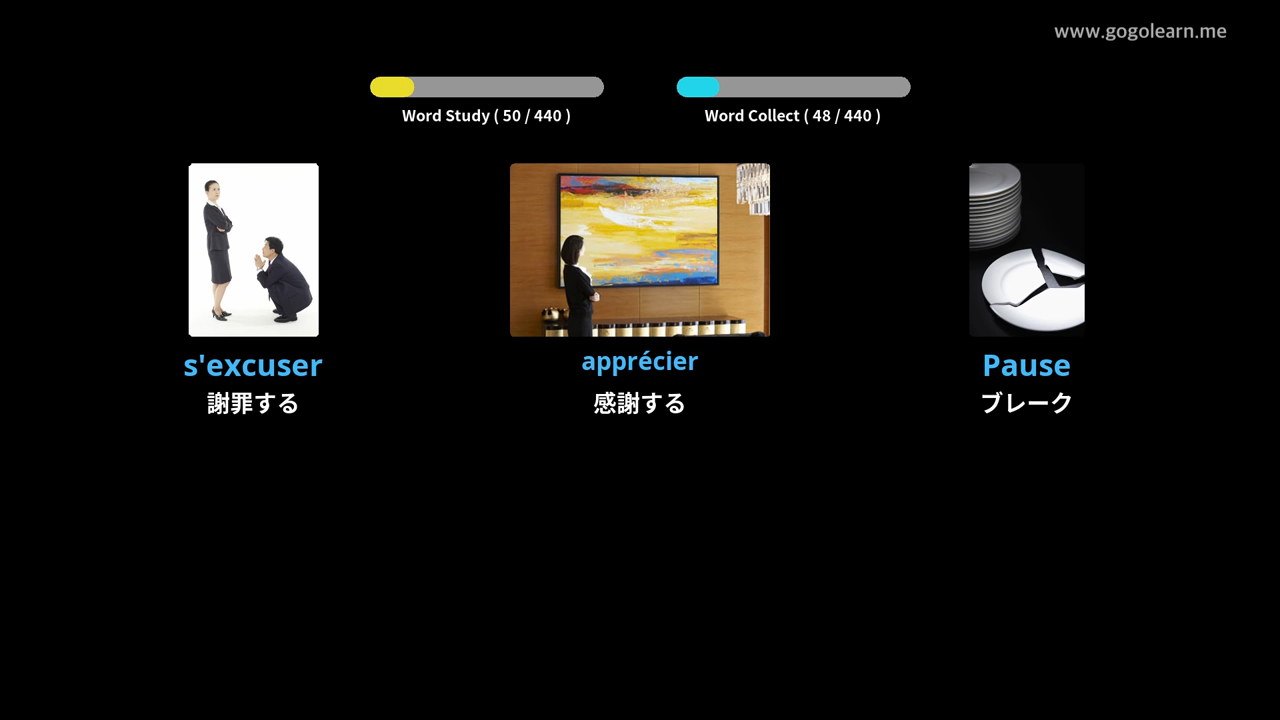 www.gogolearn.me
Word Study ( 50 / 440 )
Word Collect ( 48 / 440 )
s'excuser
謝罪する
apprécier
感謝する
Pause
ブレーク